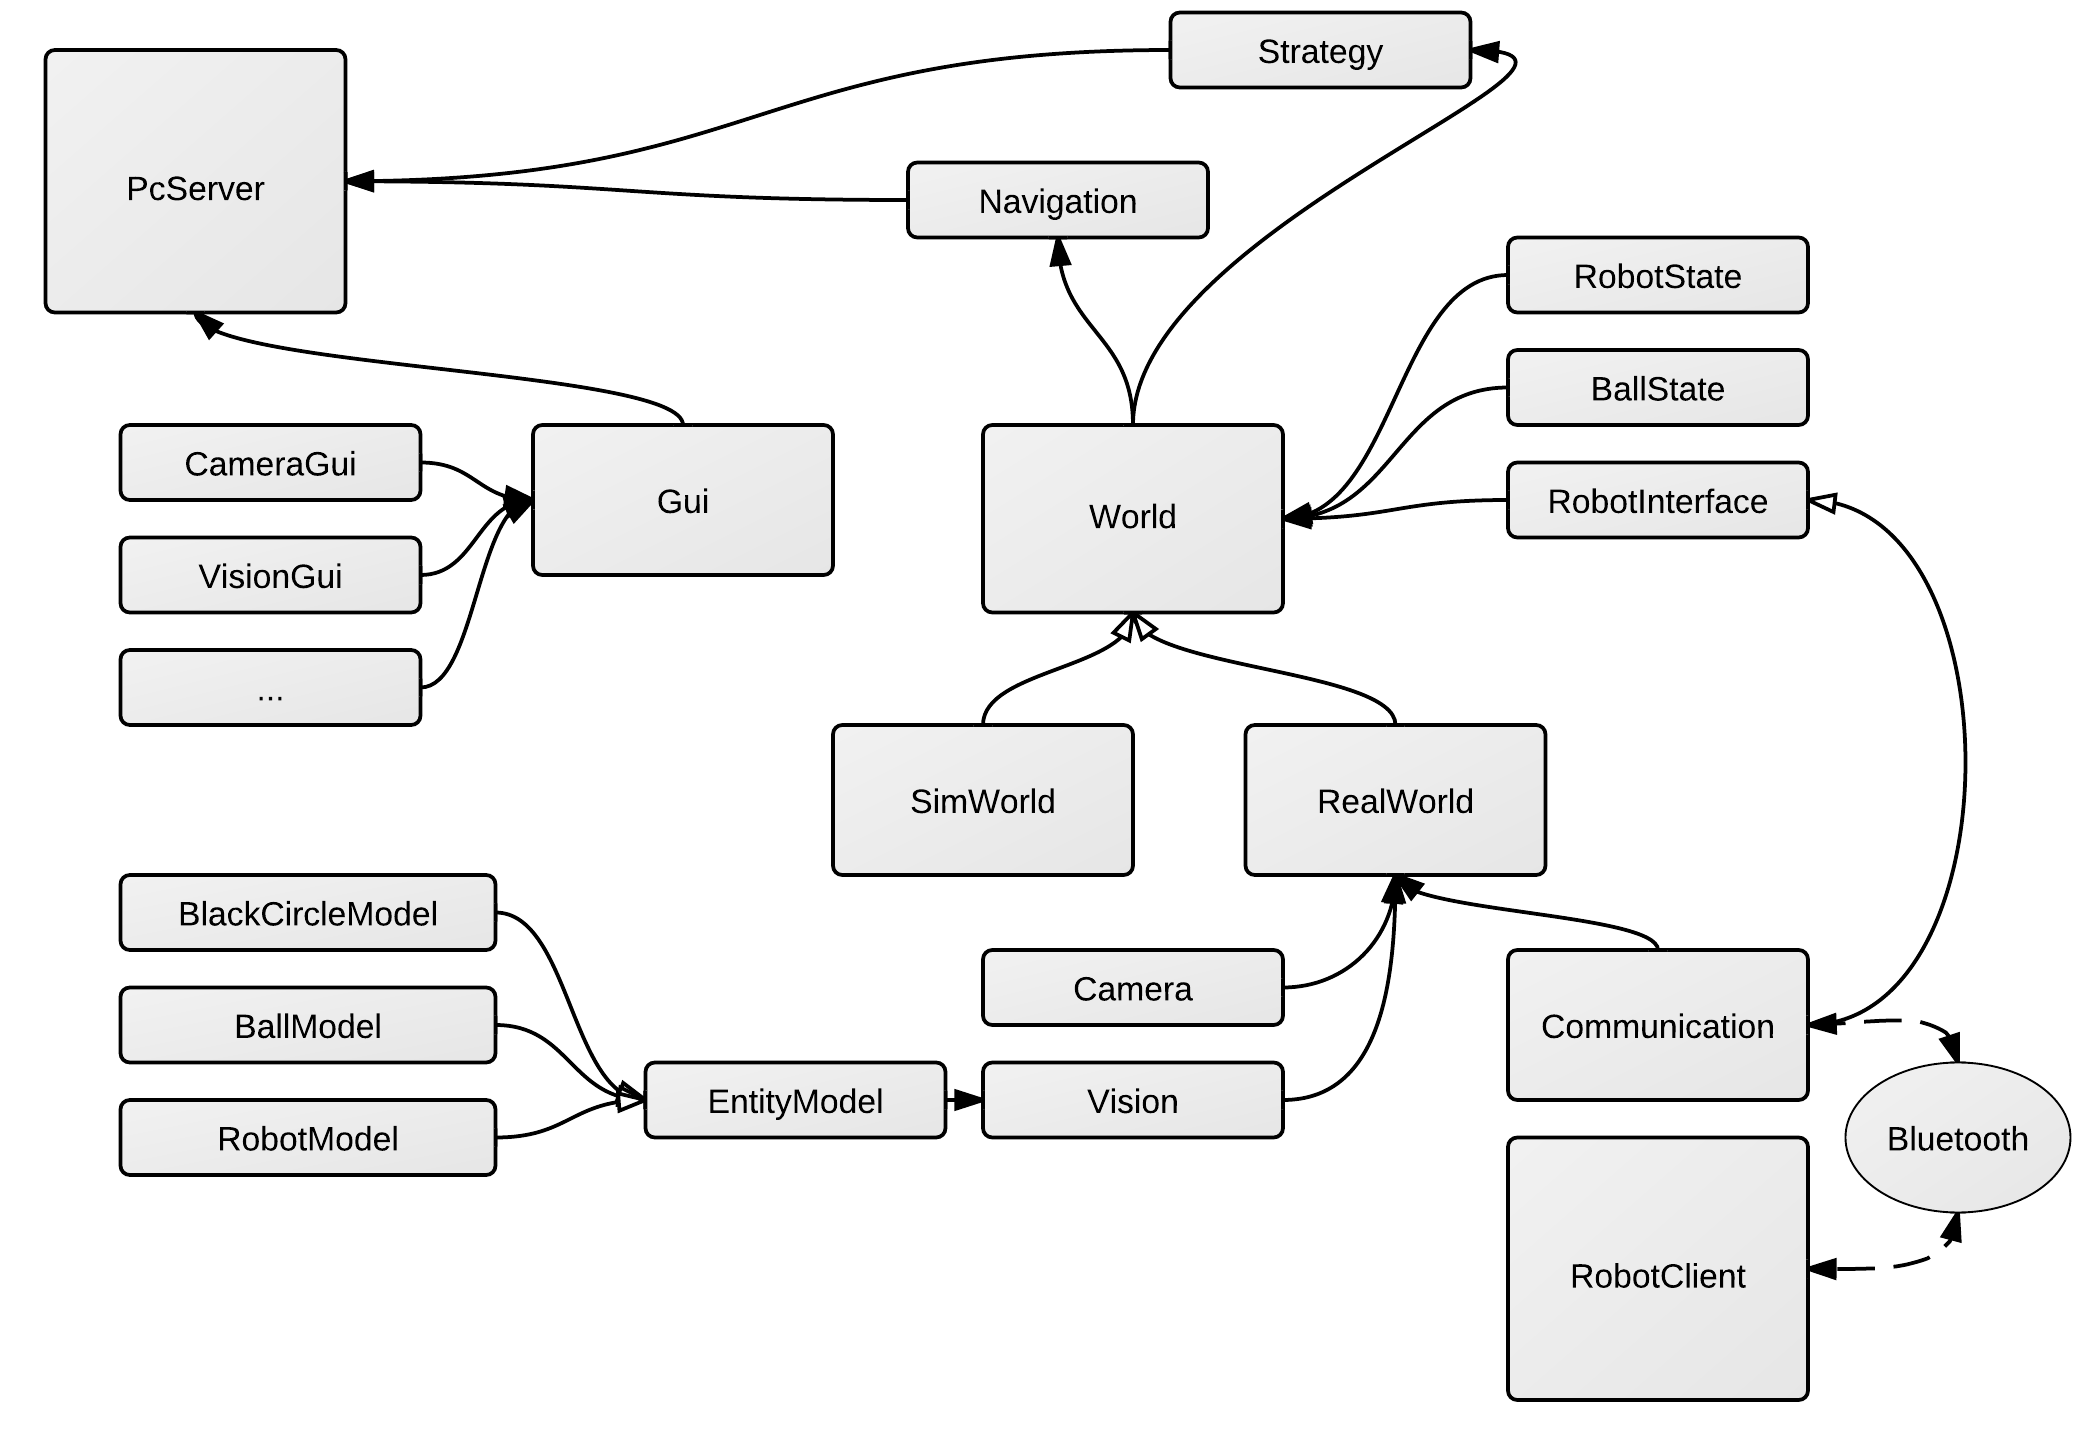 Strategy
PcServer
Navigation
RobotState
BallState
CameraGui
Gui
World
RobotInterface
VisionGui
...
SimWorld
RealWorld
BlackCircleModel
Camera
BallModel
Communication
EntityModel
Vision
RobotModel
Bluetooth
RobotClient